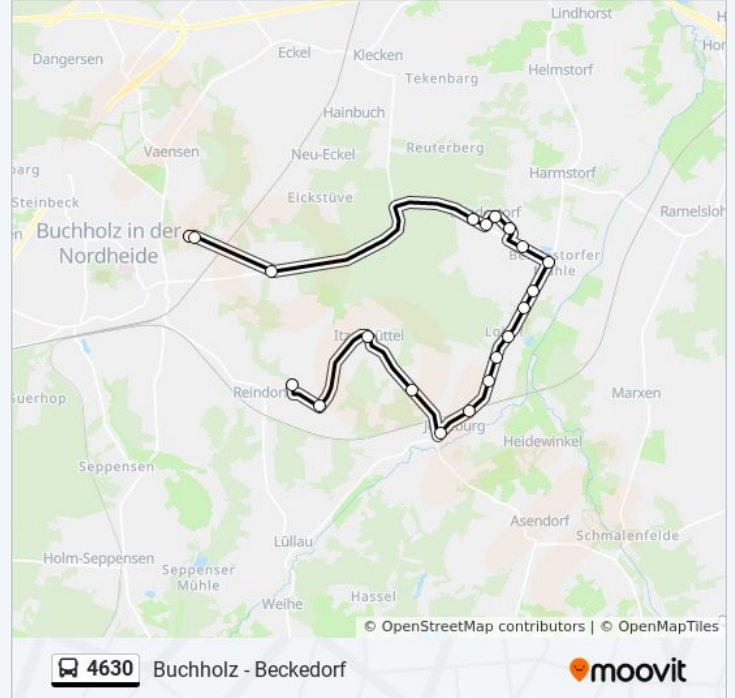 Lindhorst
Dangersen
Eckel
Klecken
Helmstorf
Tekenbarg
Hainbuch
Vaensen
Neu-Eckel
Reuterberg
Harmstorf
Eickstüve
Steinbeck
Ramelsloh
Buchholz in der
Nordheide
Reindorf
Marxen
Heidewinkel
Seppensen
Asendorf
Schmalenfelde
Lüllau
Holm-Seppensen
Seppenser
Mühle
Hassel
Weihe
© OpenStreetMap contributors | © OpenMapTiles
4630 Buchholz - Beckedorf
moovit